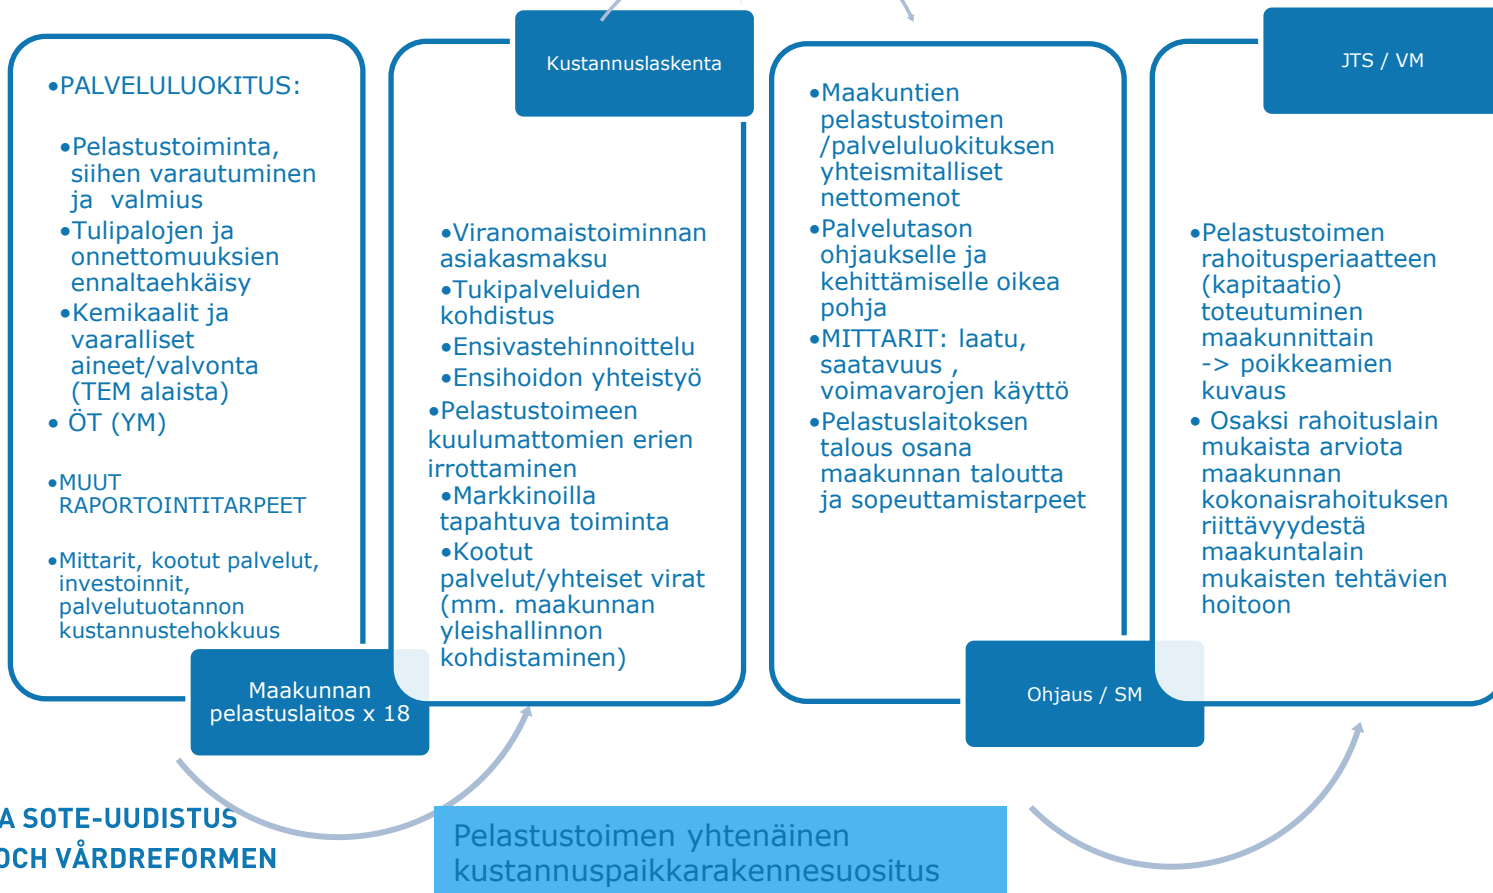 •PALVELULUOKITUS:
•Pelastustoiminta,
siihen varautuminen
ja valmius
•Tulipalojen ja
onnettomuuksien
ennaltaehkäisy
•Kemikaalit ja
vaaralliset
aineet/valvonta
(TEM alaista)
• ÖT (YM)
•MUUT
RAPORTOINTITARPEET
•Mittarit, kootut palvelut,
investoinnit,
palvelutuotannon
kustannustehokkuus
Maakunnan
pelastuslaitos x 18
Kustannuslaskenta
•Viranomaistoiminnan
asiakasmaksu
•Tukipalveluiden
kohdistus
•Ensivastehinnoittelu
•Ensihoidon yhteistyö
•Pelastustoimeen
kuulumattomien erien
irrottaminen
•Markkinoilla
tapahtuva toiminta
•Kootut
palvelut/yhteiset virat
(mm. maakunnan
yleishallinnon
kohdistaminen)
•Maakuntien
pelastustoimen
/palveluluokituksen
yhteismitalliset
nettomenot
•Palvelutason
ohjaukselle ja
kehittämiselle oikea
pohja
•MITTARIT: laatu,
saatavuus ,
voimavarojen käyttö
•Pelastuslaitoksen
talous osana
maakunnan taloutta
ja sopeuttamistarpeet
Ohjaus / SM
JTS / VM
•Pelastustoimen
rahoitusperiaatteen
(kapitaatio)
toteutuminen
maakunnittain
-> poikkeamien
kuvaus
• Osaksi rahoituslain
mukaista arviota
maakunnan
kokonaisrahoituksen
riittävyydestä
maakuntalain
mukaisten tehtävien
hoitoon
A SOTE-UUDISTUS
OCH VÅRDREFORMEN
Pelastustoimen yhtenäinen
kustannuspaikkarakennesuositus